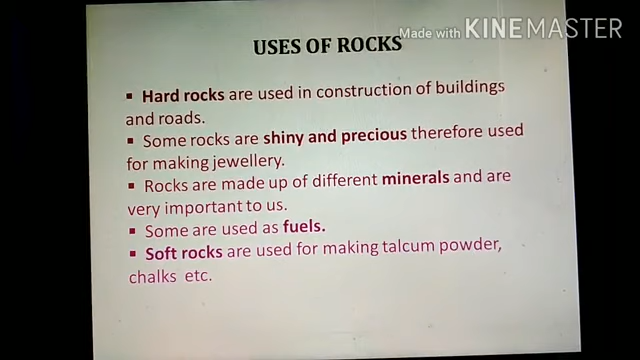 Made with KINEMASTER
USES OF ROCKS
▪ Hard rocks are used in construction of buildings
and roads.
▪ Some rocks are shiny and precious therefore used
for making jewellery.
▪ Rocks are made up of different minerals and are
very important to us.
▪ Some are used as fuels.
▪ Soft rocks are used for making talcum powder,
chalks etc.